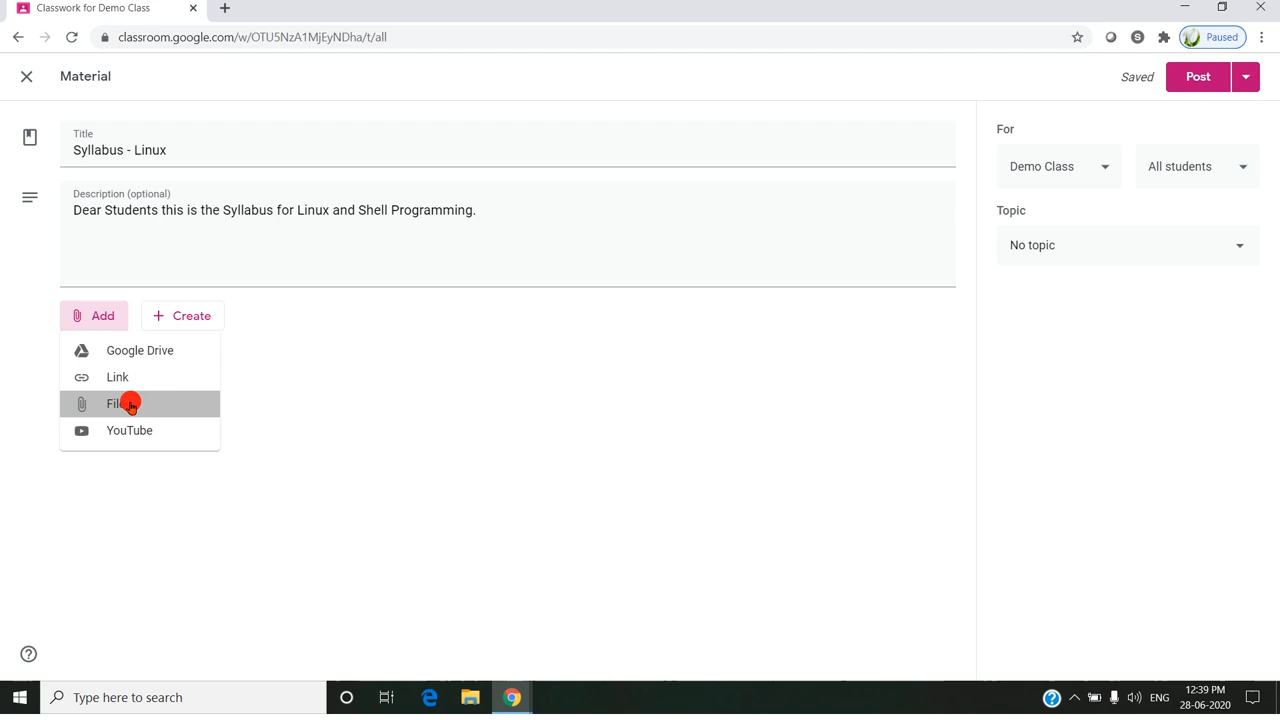 Classwork for Demo Class
classroom.google.com/w/OTU5NzA1MjEyNDha/t/all
Paused
Material
Saved
Post
Title
Syllabus - Linux
Description (optional)
Dear Students this is the Syllabus for Linux and Shell Programming.
For
Demo Class
All students
Topic
No topic
Add
Create
Google Drive
Link
YouTube
Type here to search
ENG
12:39 PM
28-06-2020